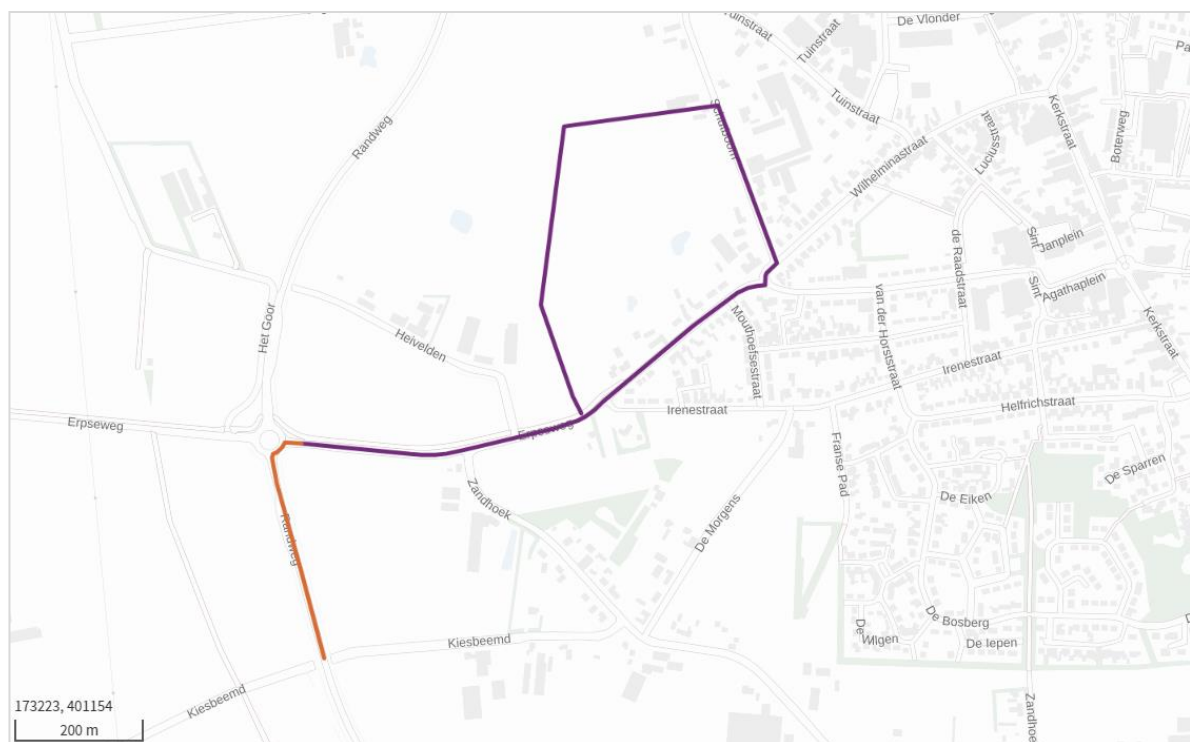 De Vlonder
Tuinstraat
Tuinstraat
Tuinstraat
Kerkstraat
Boterweg
Randweg
Luciusstraat
Wilhelminastraat
Sint
Janplein
de Raadstraat
Sint
Agathaplein
Kerkstraat
van der Horststraat
Mouthoefsestraat
Het Goor
Heivelden
Irenestraat
Irenestraat
Helfrichstraat
Erpseweg
Erpseweg
Franse Pad
De Sparren
De Eiken
Zandhoek
De Morgens
Randweg
De Bosberg
De Wilgen
De Iepen
Kiesbeemd
Kiesbeemd
173223, 401154
200 m